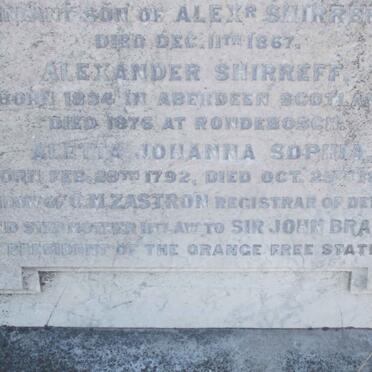 INFANT SON OF ALEXR SHIRREFF
DIED DEC. 11TH 1867.
ALEXANDER SHIRREFF,
BORN 1834 IN ABERDEEN SCOTLA
DIED 1876 AT RONDEBOSCH.
ALETTA JOHANNA SOPHIA
BORN FEB. 28TH 1792, DIED OCT.
OF C.M. ZASTRON REGISTRAR OF DE
STEPMOTHER IN LAW TO SIR JOHN BRA
PRESIDENT OF THE ORANGE FREE STATE